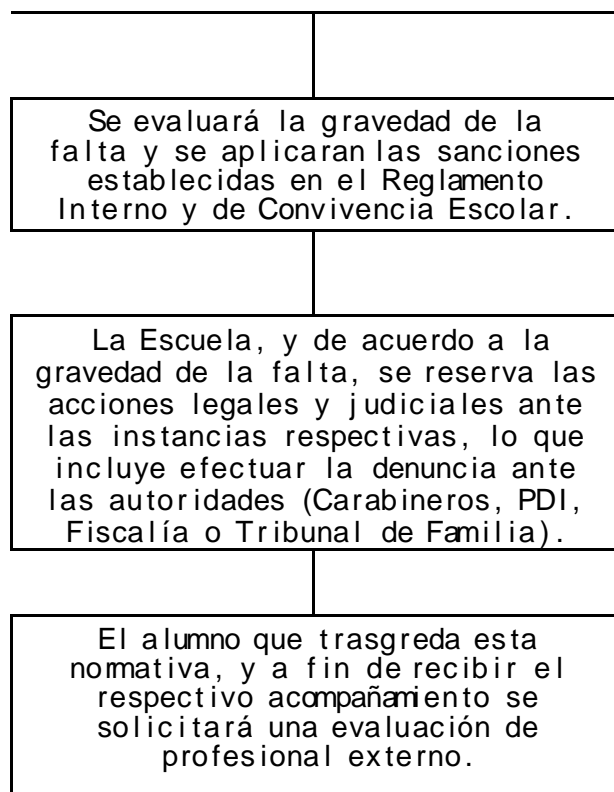 Se evaluará la gravedad de la
falta y se aplicaran las sanciones
establecidas en el Reglamento
Interno y de Convivencia Escolar.
La Escuela, y de acuerdo a la
gravedad de la falta, se reserva las
acciones legales y judiciales ante
las instancias respectivas, lo que
incluye efectuar la denuncia ante
las autoridades (Carabineros, PDI,
Fiscalía o Tribunal de Familia).
El alumno que trasgreda esta
normativa, y a fin de recibir el
respectivo acompañamiento se
solicitará una evaluación de
profesional externo.